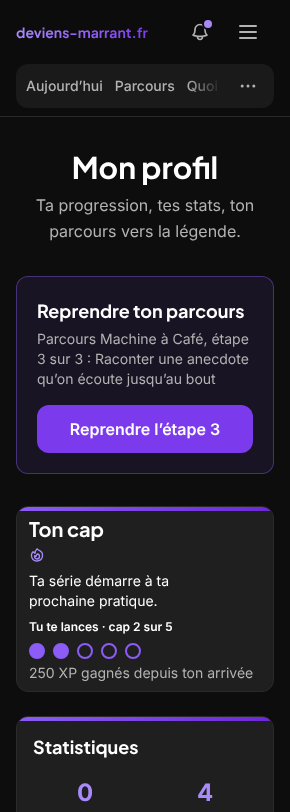 deviens-marrant.fr
Aujourd’hui Parcours Quoi
Mon profil
Ta progression, tes stats, ton
parcours vers la légende.
Reprendre ton parcours
Parcours Machine à Café, étape
3 sur 3 : Raconter une anecdote
qu’on écoute jusqu’au bout
Reprendre l’étape 3
Ton cap
Ta série démarre à ta
prochaine pratique.
Tu te lances · cap 2 sur 5
250 XP gagnés depuis ton arrivée
Statistiques
0 4